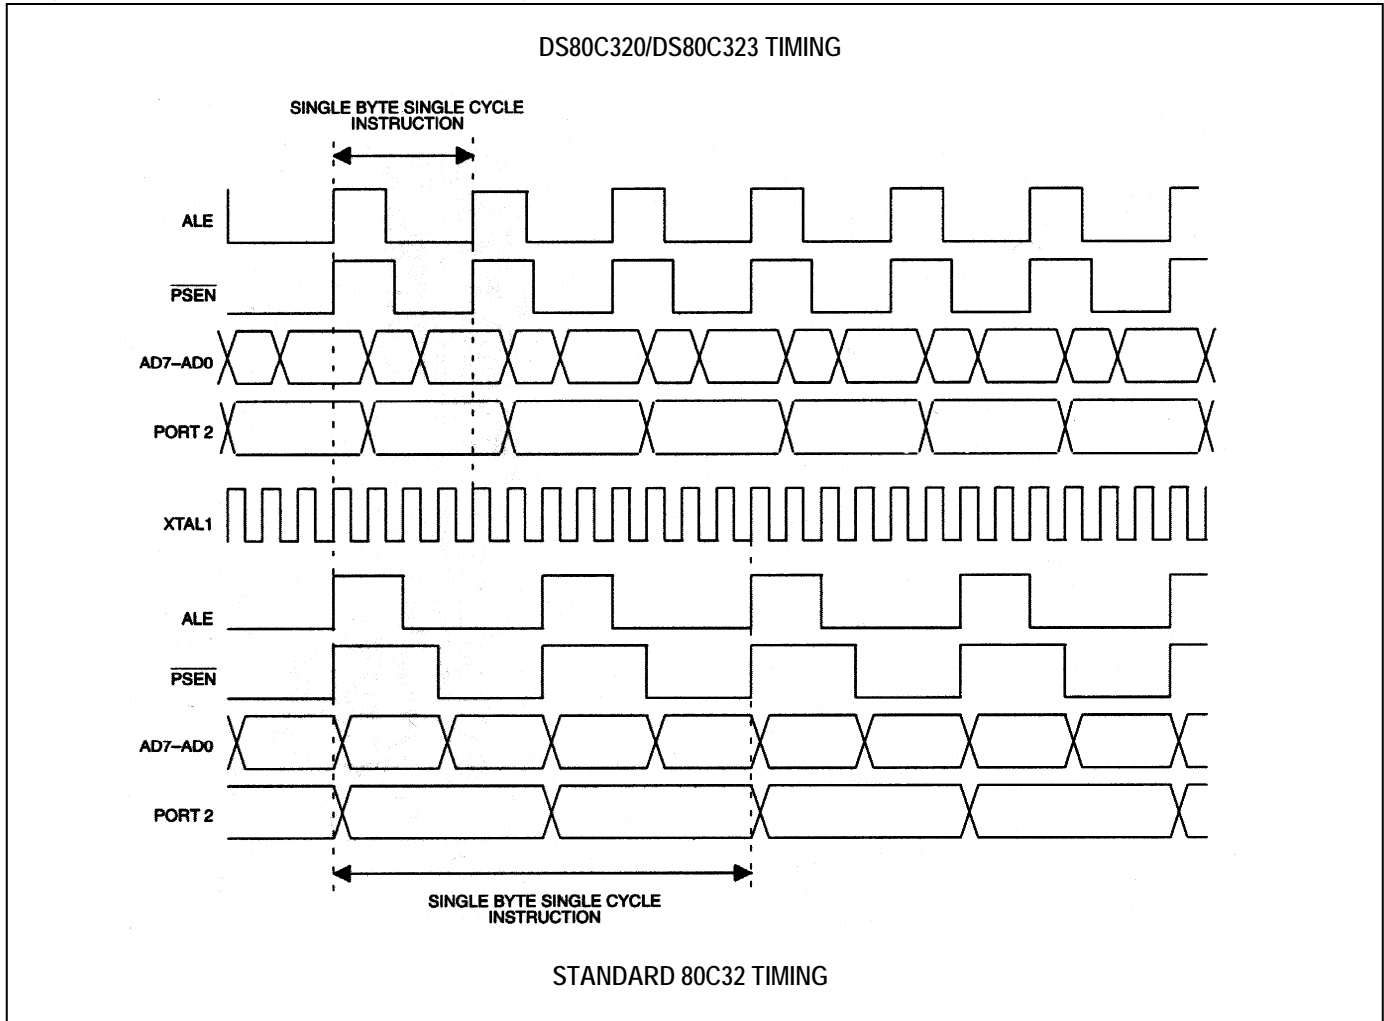 DS80C320/DS80C323 TIMING
SINGLE BYTE SINGLE CYCLE
INSTRUCTION
ALE
PSEN
AD7–AD0
PORT 2
XTAL1
ALE
PSEN
AD7–AD0
PORT 2
SINGLE BYTE SINGLE CYCLE
INSTRUCTION
STANDARD 80C32 TIMING